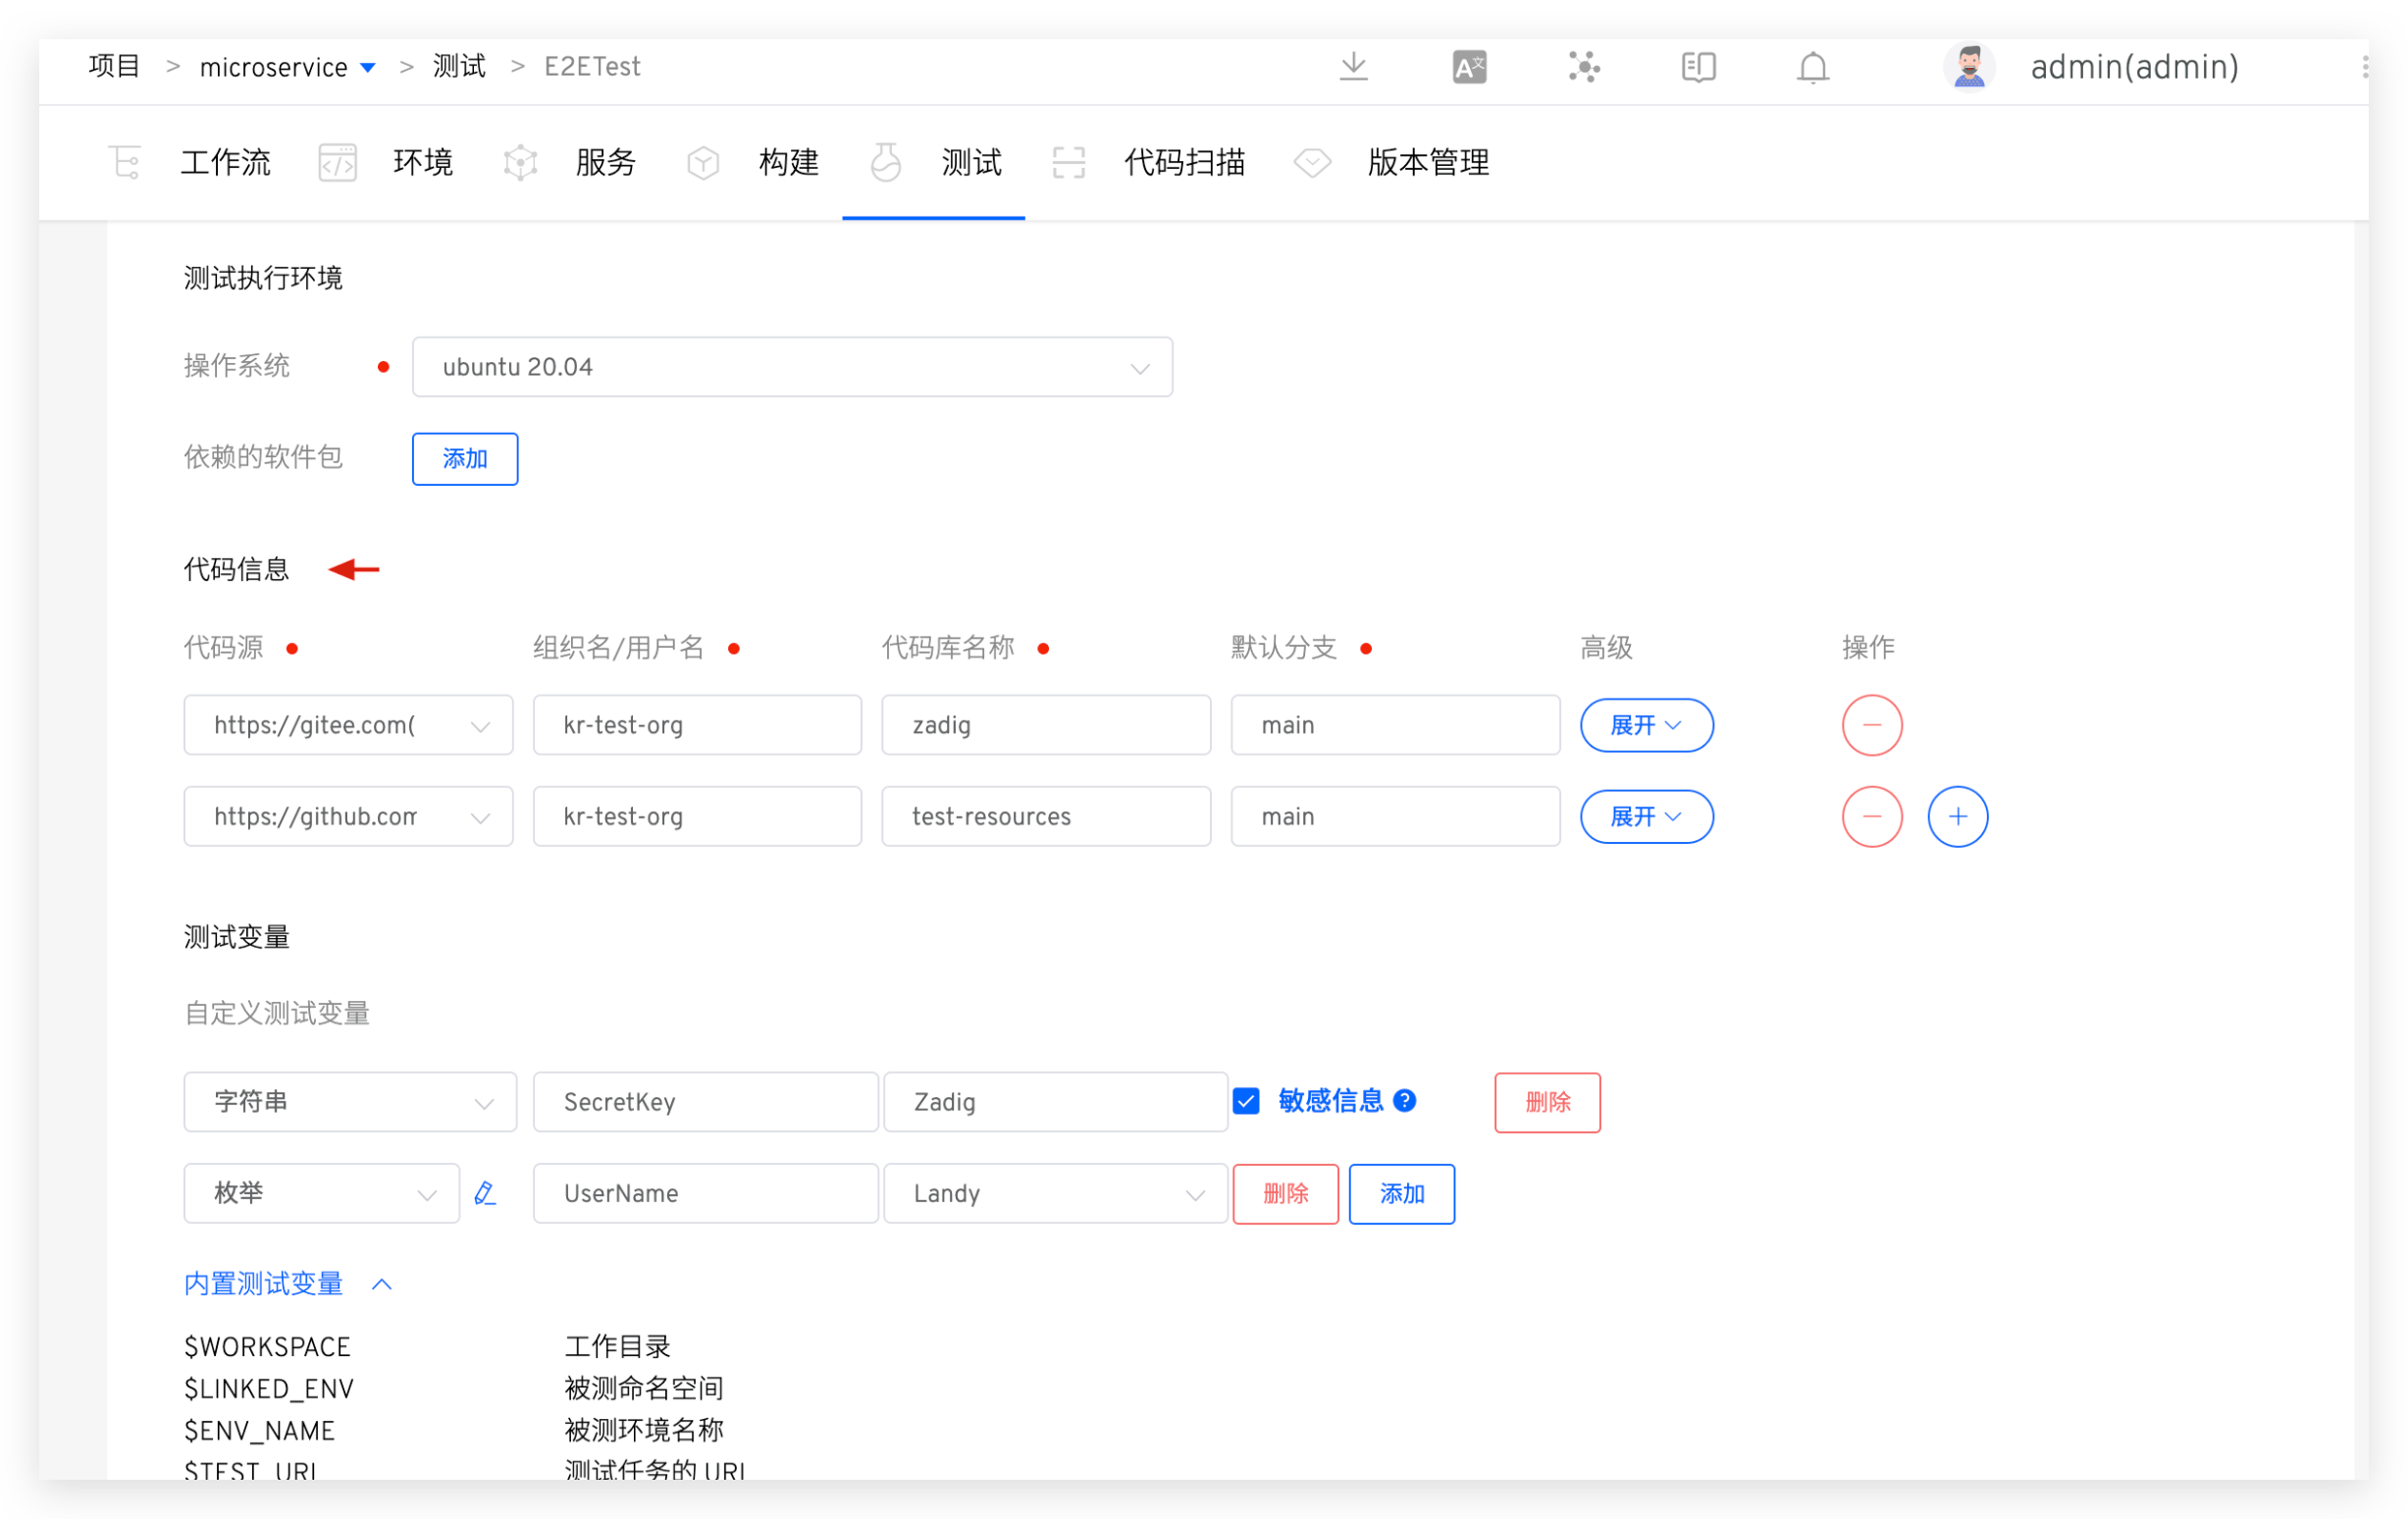 项目 > microservice > 测试 > E2ETest admin(admin)
工作流 环境 服务 构建 测试 代码扫描 版本管理
测试执行环境
操作系统 ubuntu 20.04
依赖的软件包 添加
代码信息
代码源 组织名/用户名 代码库名称 默认分支 高级 操作
https://gitee.com( kr-test-org zadig main 展开
https://github.com kr-test-org test-resources main 展开
测试变量
自定义测试变量
字符串 SecretKey Zadig 敏感信息 删除
枚举 UserName Landy 删除 添加
内置测试变量
$WORKSPACE 工作目录
$LINKED_ENV 被测命名空间
$ENV_NAME 被测环境名称
$TEST_URL 测试任务的 URL